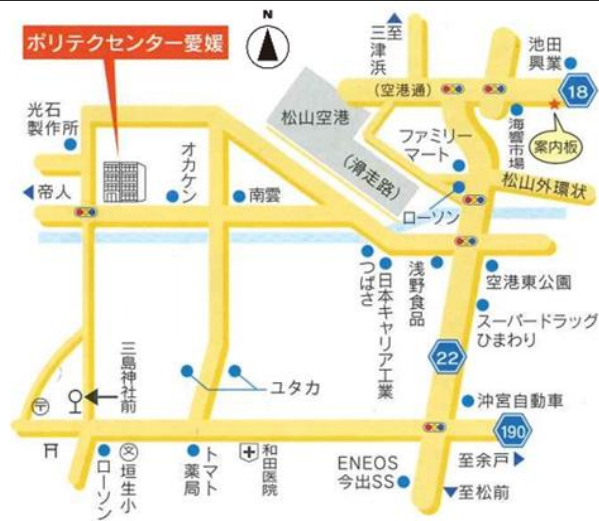 N
ポリテクセンター愛媛
至三津浜
池田
興業
18
(空港通)
光石
製作所
松山空港
(滑走路)
オカケン
南雲
帝人
ファミリー
マート
海響市場
案内板
松山外環状
ローソン
つばさ
日本キャリア工業
浅野食品
空港東公園
スーパードラッグ
ひまわり
22
三島神社前
ユタカ
沖宮自動車
190
至余戸
至松前
ENEOS
今出SS
和田医院
トマト
薬局
文
垣生小
ローソン